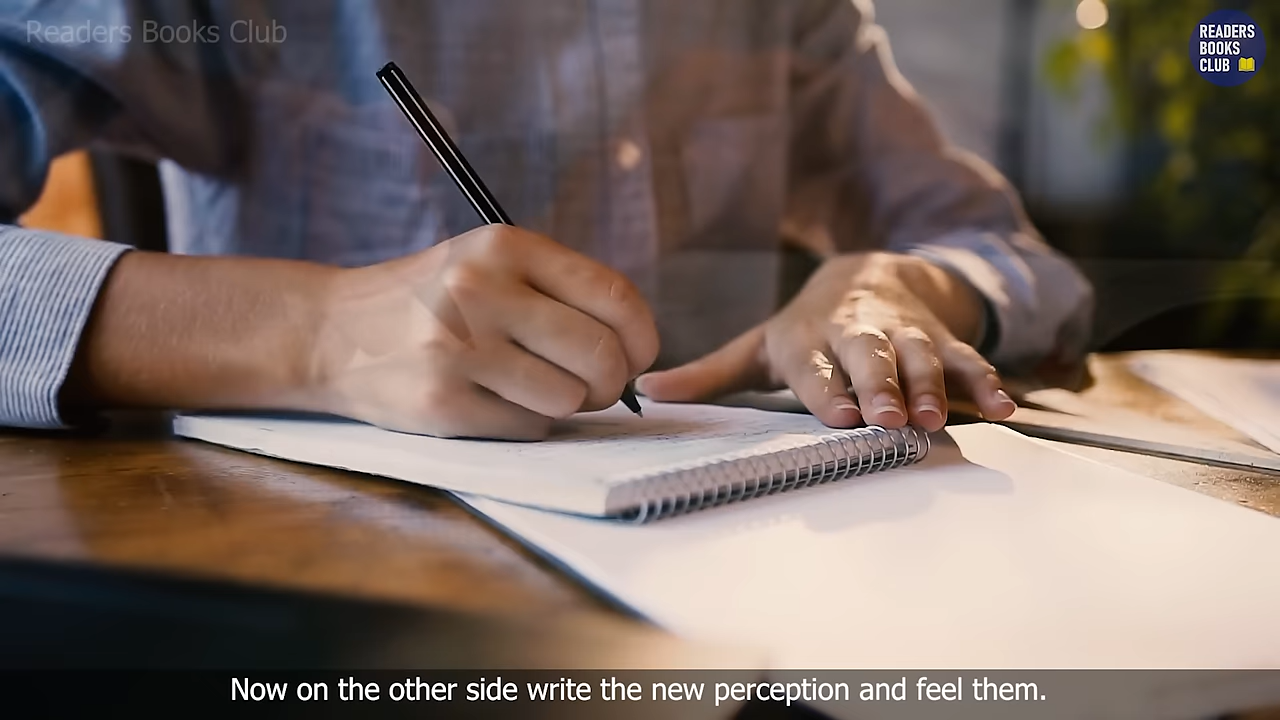 Readers Books Club
READERS
BOOKS
CLUB
Now on the other side write the new perception and feel them.